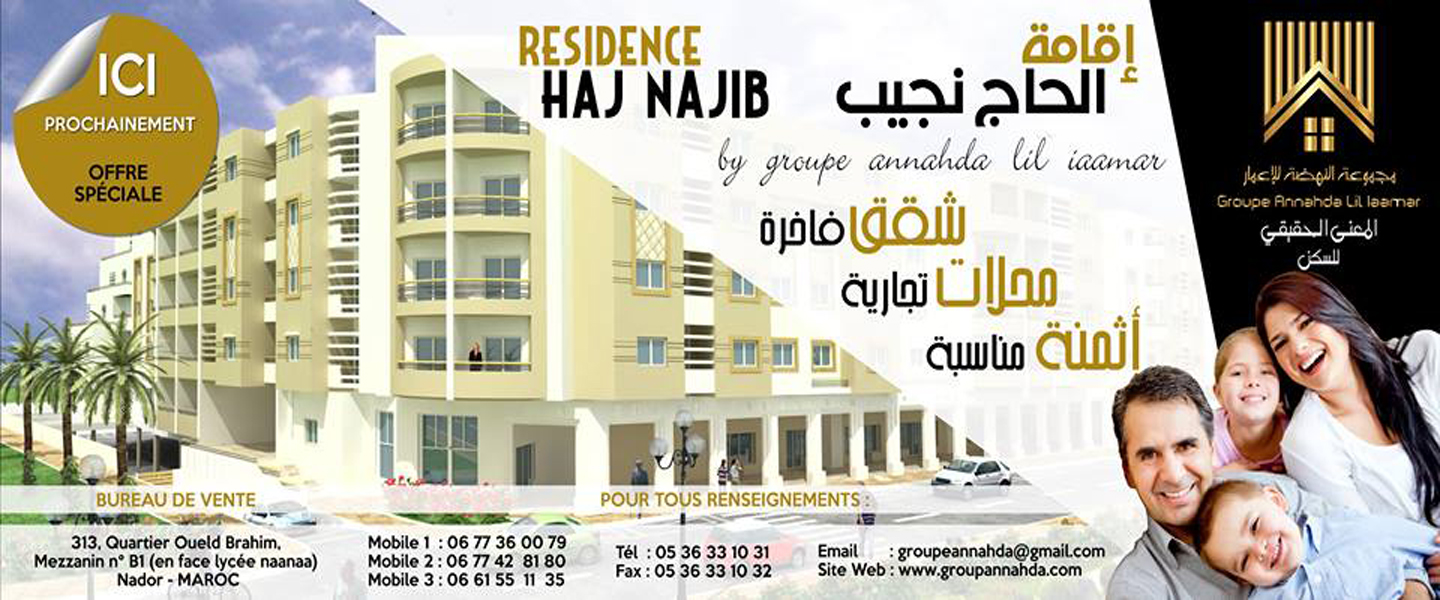 ICI
PROCHAINEMENT
OFFRE
SPÉCIALE
RESIDENCE
HAJ NAJIB
إقامة
الحاج نجيب
by groupe annahda lil iaamar
شقق فاخرة
محلات تجارية
أثمنة مناسبة
مجموعة النهضة للإعمار
Groupe Annahda Lil Iaamar
المعنى الحقيقي
للسكن
BUREAU DE VENTE
313, Quartier Oueld Brahim,
Mezzanin n° B1 (en face lycée naanaa)
Nador - MAROC
POUR TOUS RENSEIGNEMENTS :
Mobile 1 : 06 77 36 00 79
Mobile 2 : 06 77 42 81 80
Mobile 3 : 06 61 55 11 35
Tél : 05 36 33 10 31
Fax : 05 36 33 10 32
Email : groupeannahda@gmail.com
Site Web : www.groupannahda.com